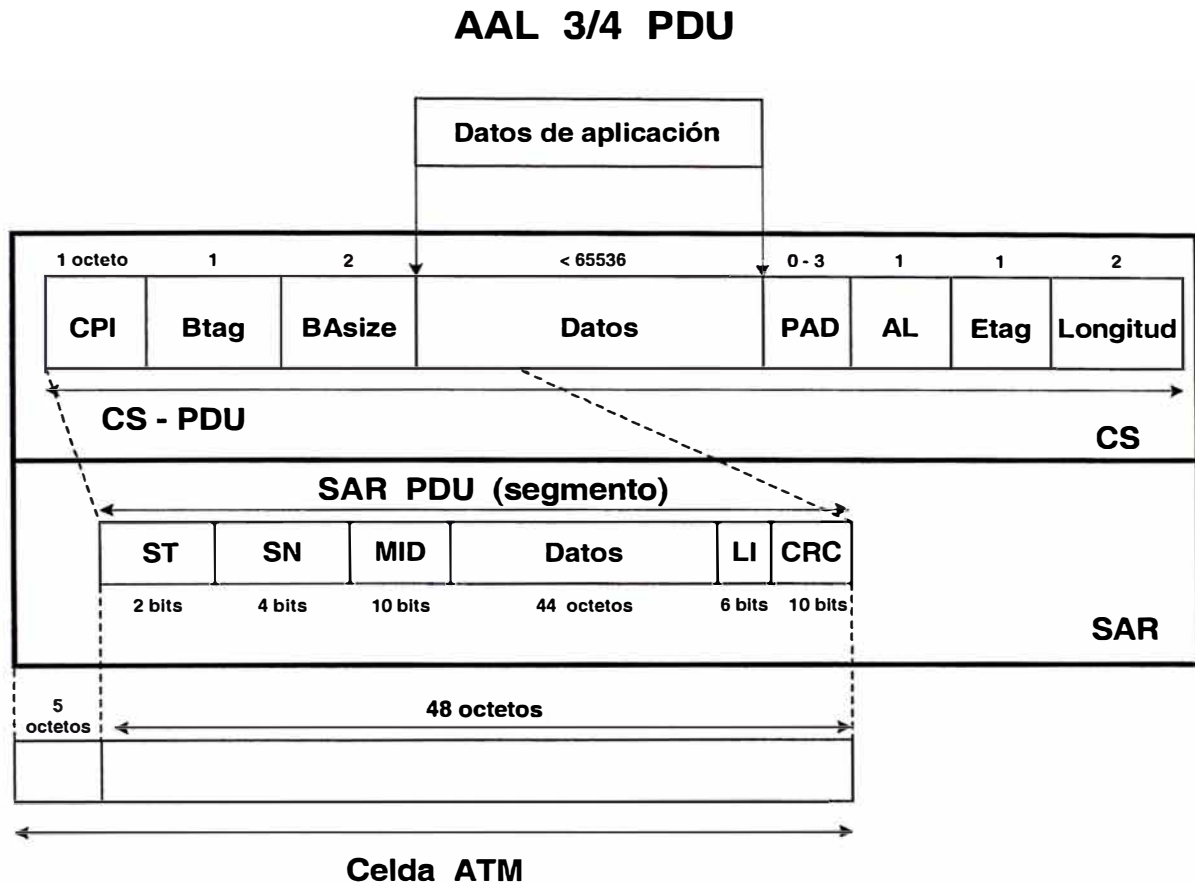 AAL 3/4 PDU
Datos de aplicación
1 octeto 1 2 < 65536 0 - 3 1 1 2
CPI Btag BAsize Datos PAD AL Etag Longitud
CS - PDU
CS
SAR PDU (segmento)
ST SN MID Datos LI CRC
2 bits 4 bits 10 bits 44 octetos 6 bits 10 bits
SAR
5
octetos
48 octetos
Celda ATM